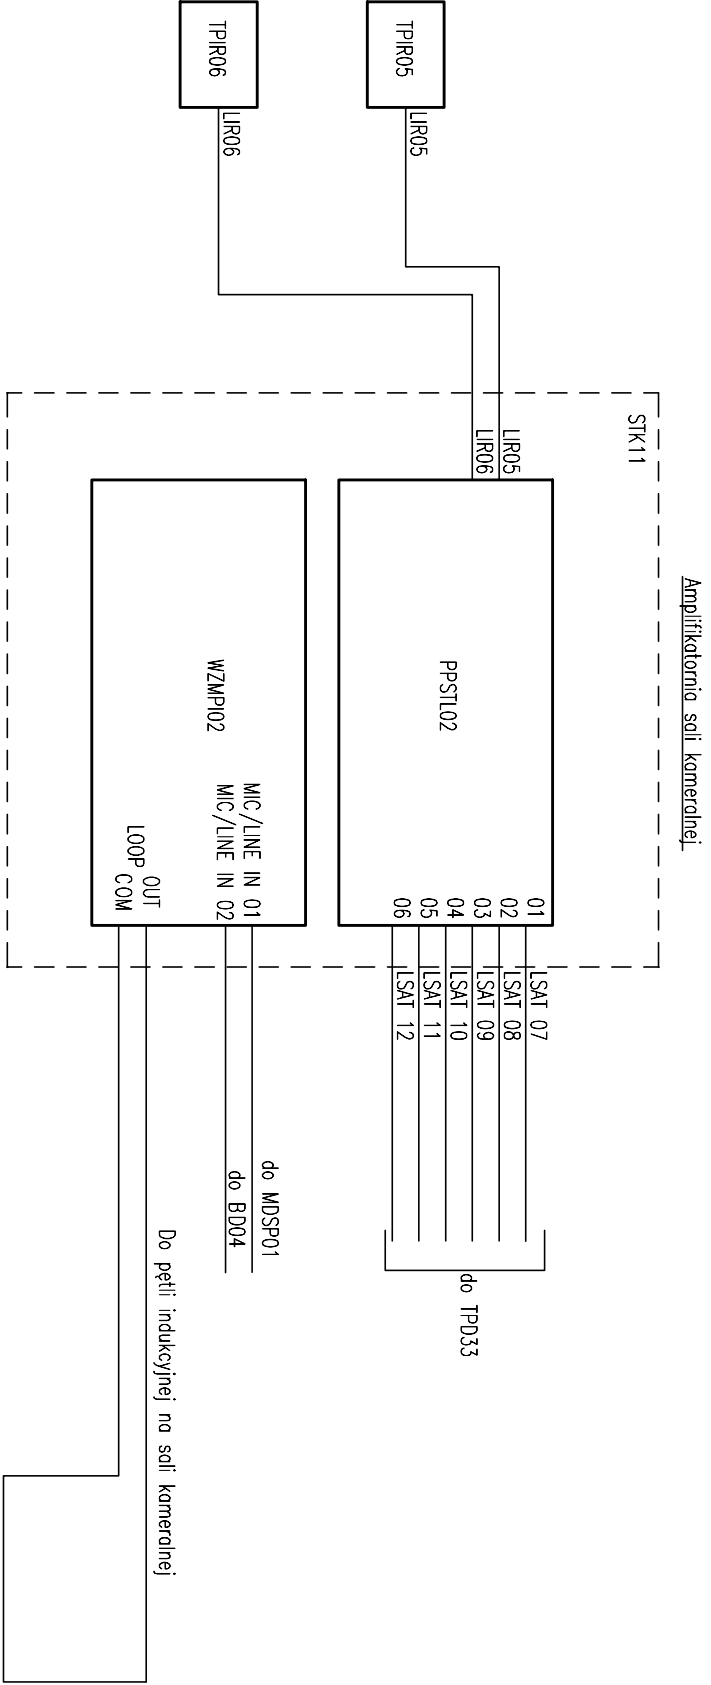 Amplifikatornia sali kameralnej
STK11
TPIR05
LIR05
LIR05
TPIR06
LIR06
LIR06
PPSTL02
01
LSAT 07
02
LSAT 08
03
LSAT 09
04
LSAT 10
05
LSAT 11
06
LSAT 12
do TPD33
WZMPI02
MIC/LINE IN 01
do MDSP01
MIC/LINE IN 02
do BD04
LOOP OUT
COM
Do pętli indukcyjnej na sali kameralnej